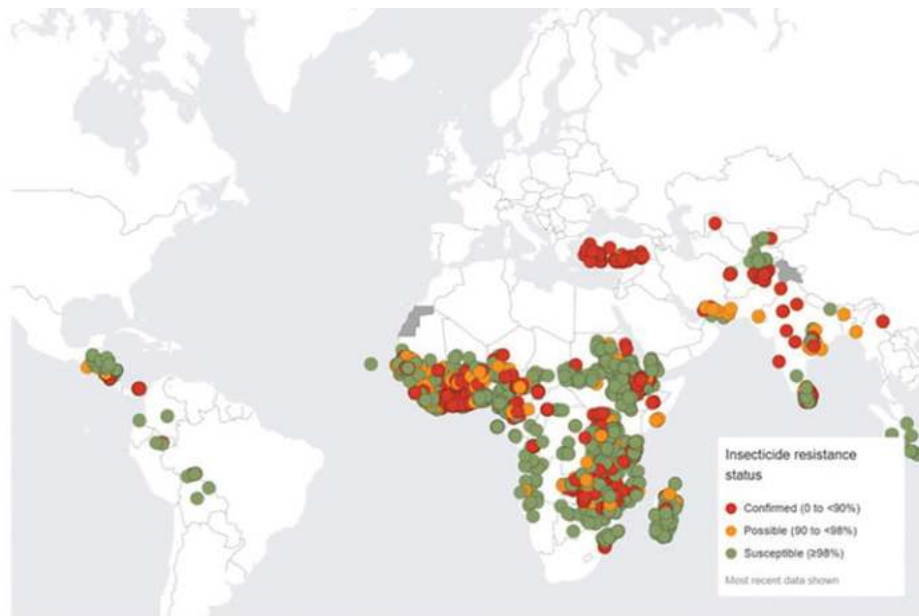 Insecticide resistance
status
Confirmed (0 to <90%)
Possible (90 to <98%)
Susceptible (≥98%)
Most recent data shown